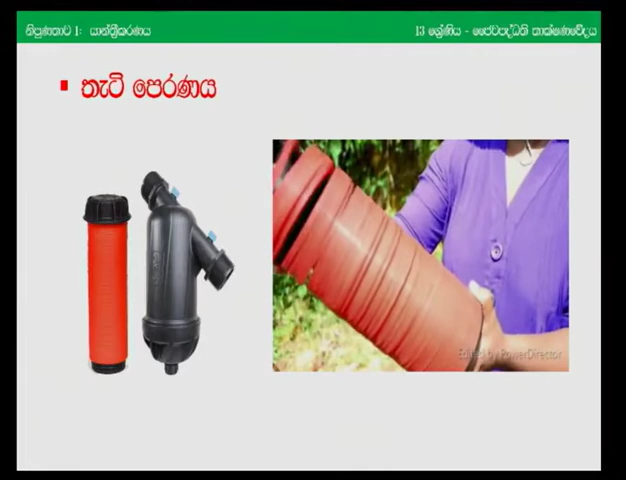 නිපුණතාව 1: යාන්ත්‍රීකරණය
13 ශ්‍රේණිය - ජෛවපද්ධති තාක්ෂණවේදය
තැටි පෙරණය
Edited by PowerDirector